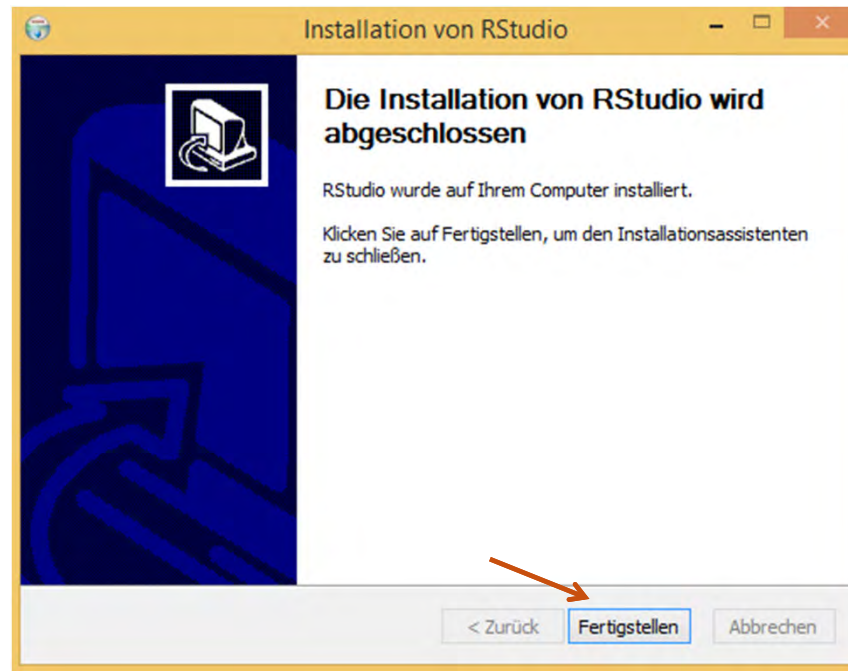 Installation von RStudio
Die Installation von RStudio wird
abgeschlossen
RStudio wurde auf Ihrem Computer installiert.
Klicken Sie auf Fertigstellen, um den Installationsassistenten
zu schließen.
< Zurück Fertigstellen Abbrechen